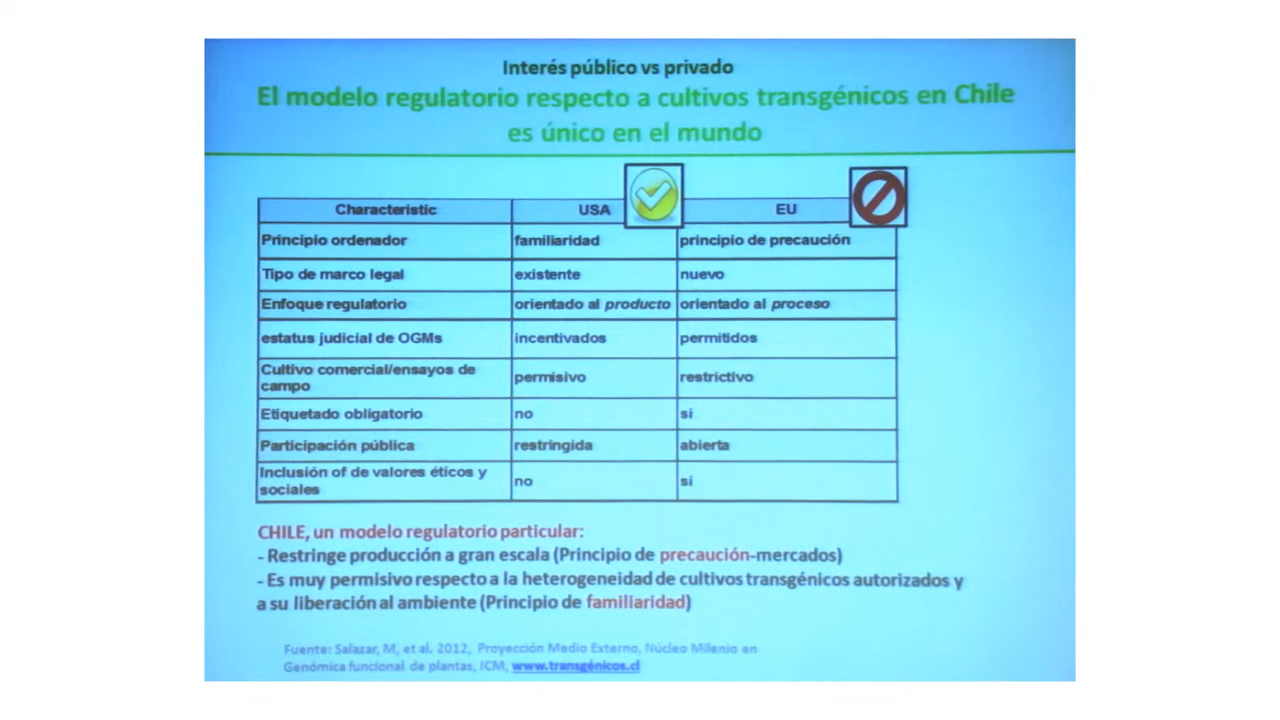 Interés público vs privado
El modelo regulatorio respecto a cultivos transgénicos en Chile
es único en el mundo
Characteristic USA EU
Principio ordenador familiaridad principio de precaución
Tipo de marco legal existente nuevo
Enfoque regulatorio orientado al producto orientado al proceso
estatus judicial de OGMs incentivados permitidos
Cultivo comercial/ensayos de
campo permisivo restrictivo
Etiquetado obligatorio no si
Participación pública restringida abierta
Inclusión of de valores éticos y
sociales no si
CHILE, un modelo regulatorio particular:
- Restringe producción a gran escala (Principio de precaución-mercados)
- Es muy permisivo respecto a la heterogeneidad de cultivos transgénicos autorizados y
a su liberación al ambiente (Principio de familiaridad)
Fuente: Salazar, M, et al. 2012, Proyección Medio Externo, Núcleo Milenio en
Genómica funcional de plantas, ICM, www.transgénicos.cl